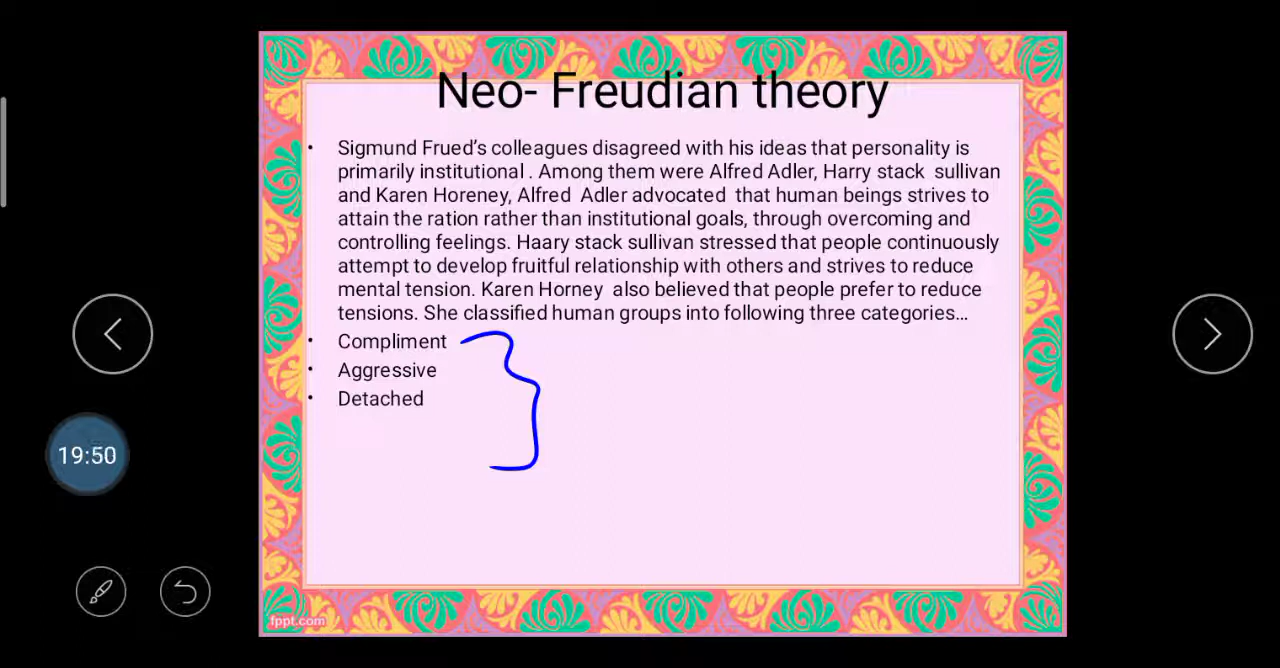 Neo- Freudian theory
• Sigmund Frued's colleagues disagreed with his ideas that personality is
primarily institutional . Among them were Alfred Adler, Harry stack sullivan
and Karen Horeney, Alfred Adler advocated that human beings strives to
attain the ration rather than institutional goals, through overcoming and
controlling feelings. Haary stack sullivan stressed that people continuously
attempt to develop fruitful relationship with others and strives to reduce
mental tension. Karen Horney also believed that people prefer to reduce
tensions. She classified human groups into following three categories...
• Compliment
• Aggressive
• Detached
19:50
fppt.com